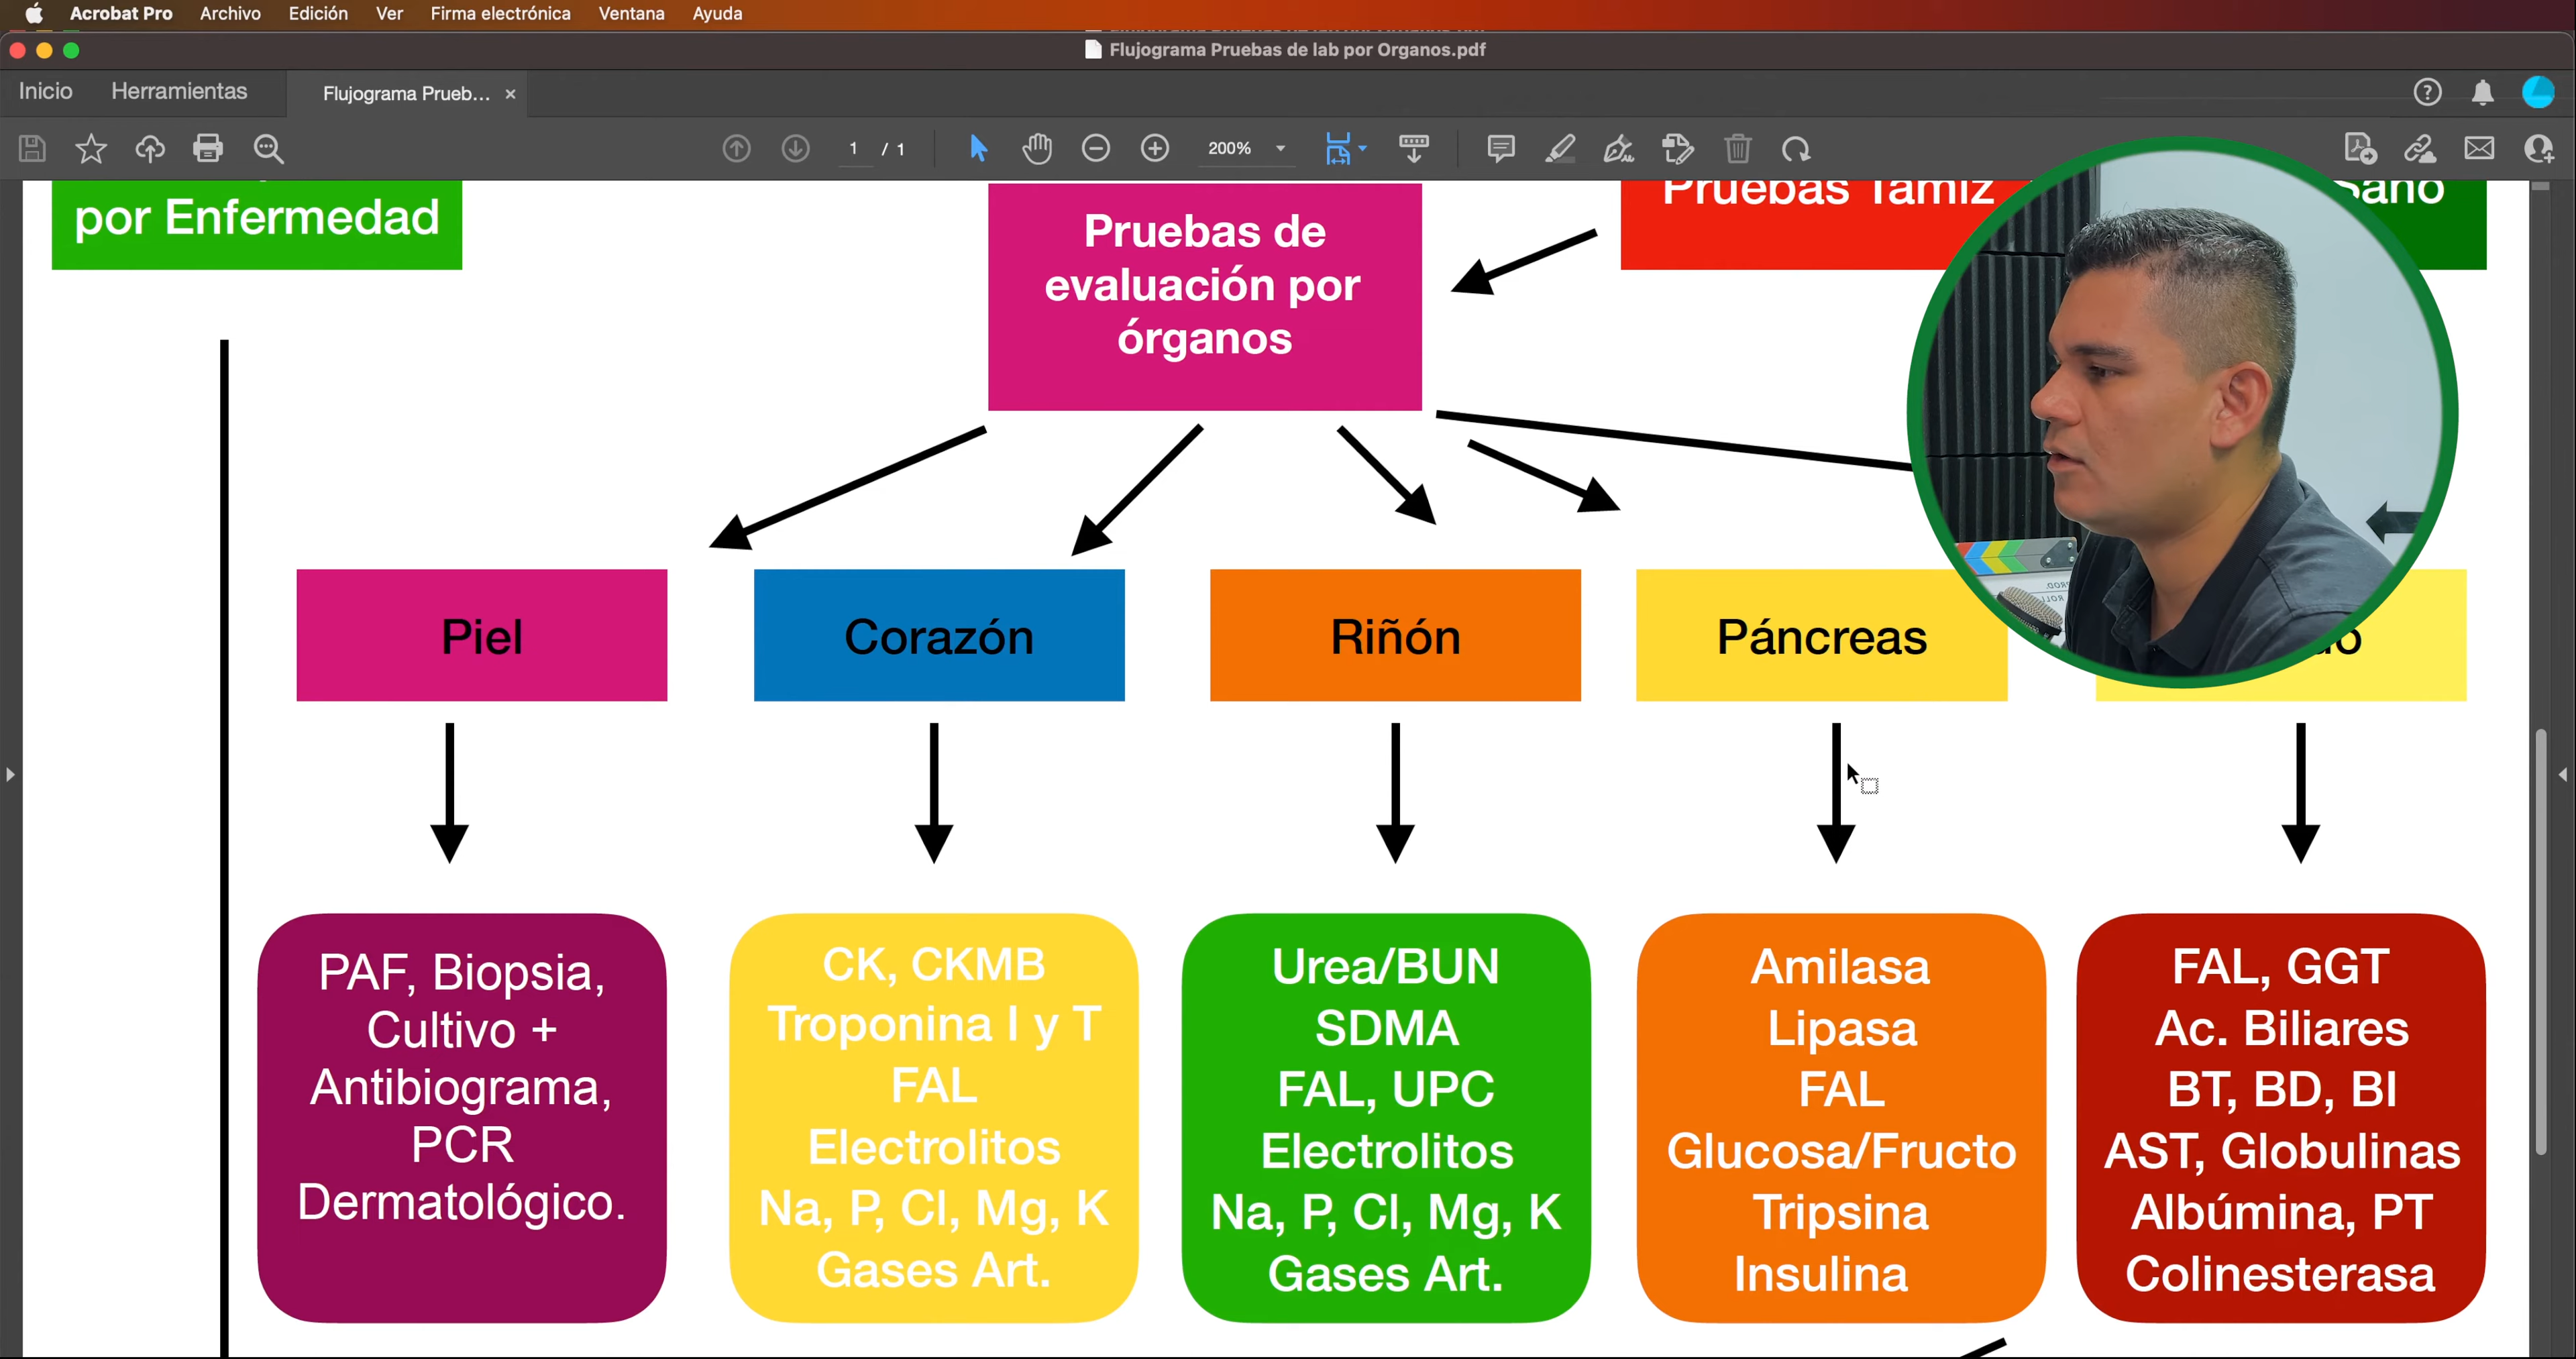 Acrobat Pro Archivo Edición Ver Firma electrónica Ventana Ayuda
Flujograma Pruebas de lab por Organos.pdf
Inicio Herramientas Flujograma Prueb... ×
1 / 1 200%
por Enfermedad
Pruebas de
evaluación por
órganos
Pruebas Tamiz
Sano
Piel
Corazón
Riñón
Páncreas
PAF, Biopsia,
Cultivo +
Antibiograma,
PCR
Dermatológico.
CK, CKMB
Troponina I y T
FAL
Electrolitos
Na, P, Cl, Mg, K
Gases Art.
Urea/BUN
SDMA
FAL, UPC
Electrolitos
Na, P, Cl, Mg, K
Gases Art.
Amilasa
Lipasa
FAL
Glucosa/Fructo
Tripsina
Insulina
FAL, GGT
Ac. Biliares
BT, BD, BI
AST, Globulinas
Albúmina, PT
Colinesterasa